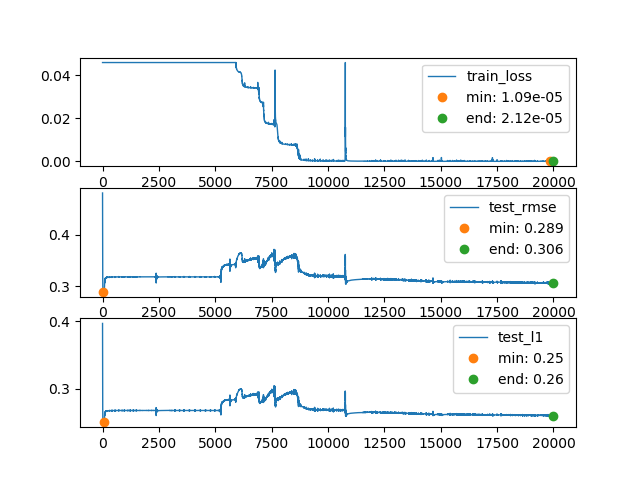 0.04
0.02
0.00
train_loss
min: 1.09e-05
end: 2.12e-05
0 2500 5000 7500 10000 12500 15000 17500 20000
0.4
0.3
test_rmse
min: 0.289
end: 0.306
0 2500 5000 7500 10000 12500 15000 17500 20000
0.4
0.3
test_l1
min: 0.25
end: 0.26
0 2500 5000 7500 10000 12500 15000 17500 20000